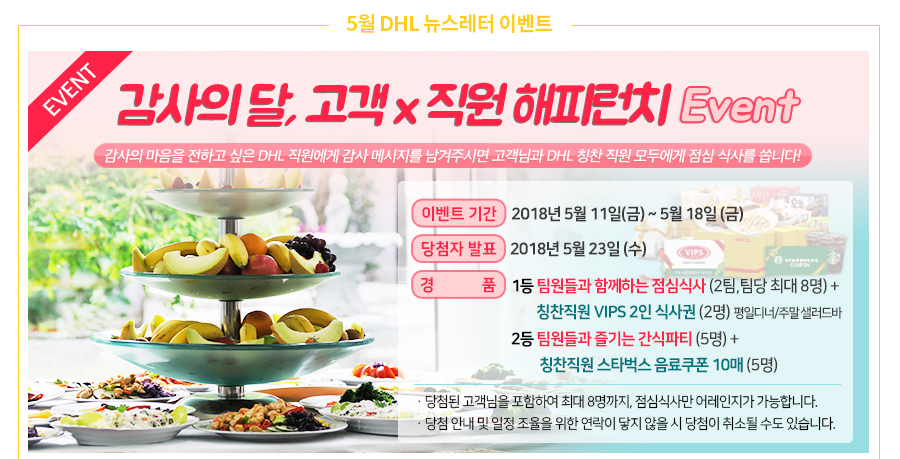 5월 DHL 뉴스레터 이벤트
EVENT
감사의 달, 고객 x 직원 해피런치 Event
감사의 마음을 전하고 싶은 DHL 직원에게 감사 메시지를 남겨주시면 고객님과 DHL 칭찬 직원 모두에게 점심 식사를 쏩니다!
이벤트 기간 2018년 5월 11일(금) ~ 5월 18일 (금)
당첨자 발표 2018년 5월 23일 (수)
경 품 1등 팀원들과 함께하는 점심식사 (2팀,팀당 최대 8명) +
칭찬직원 VIPS 2인 식사권 (2명) 평일디너/주말 샐러드바
2등 팀원들과 즐기는 간식파티 (5명) +
칭찬직원 스타벅스 음료쿠폰 10매 (5명)
· 당첨된 고객님을 포함하여 최대 8명까지, 점심식사만 어레인지가 가능합니다.
· 당첨 안내 및 일정 조율을 위한 연락이 닿지 않을 시 당첨이 취소될 수도 있습니다.
VIPS
STARBUCKS
COUPON